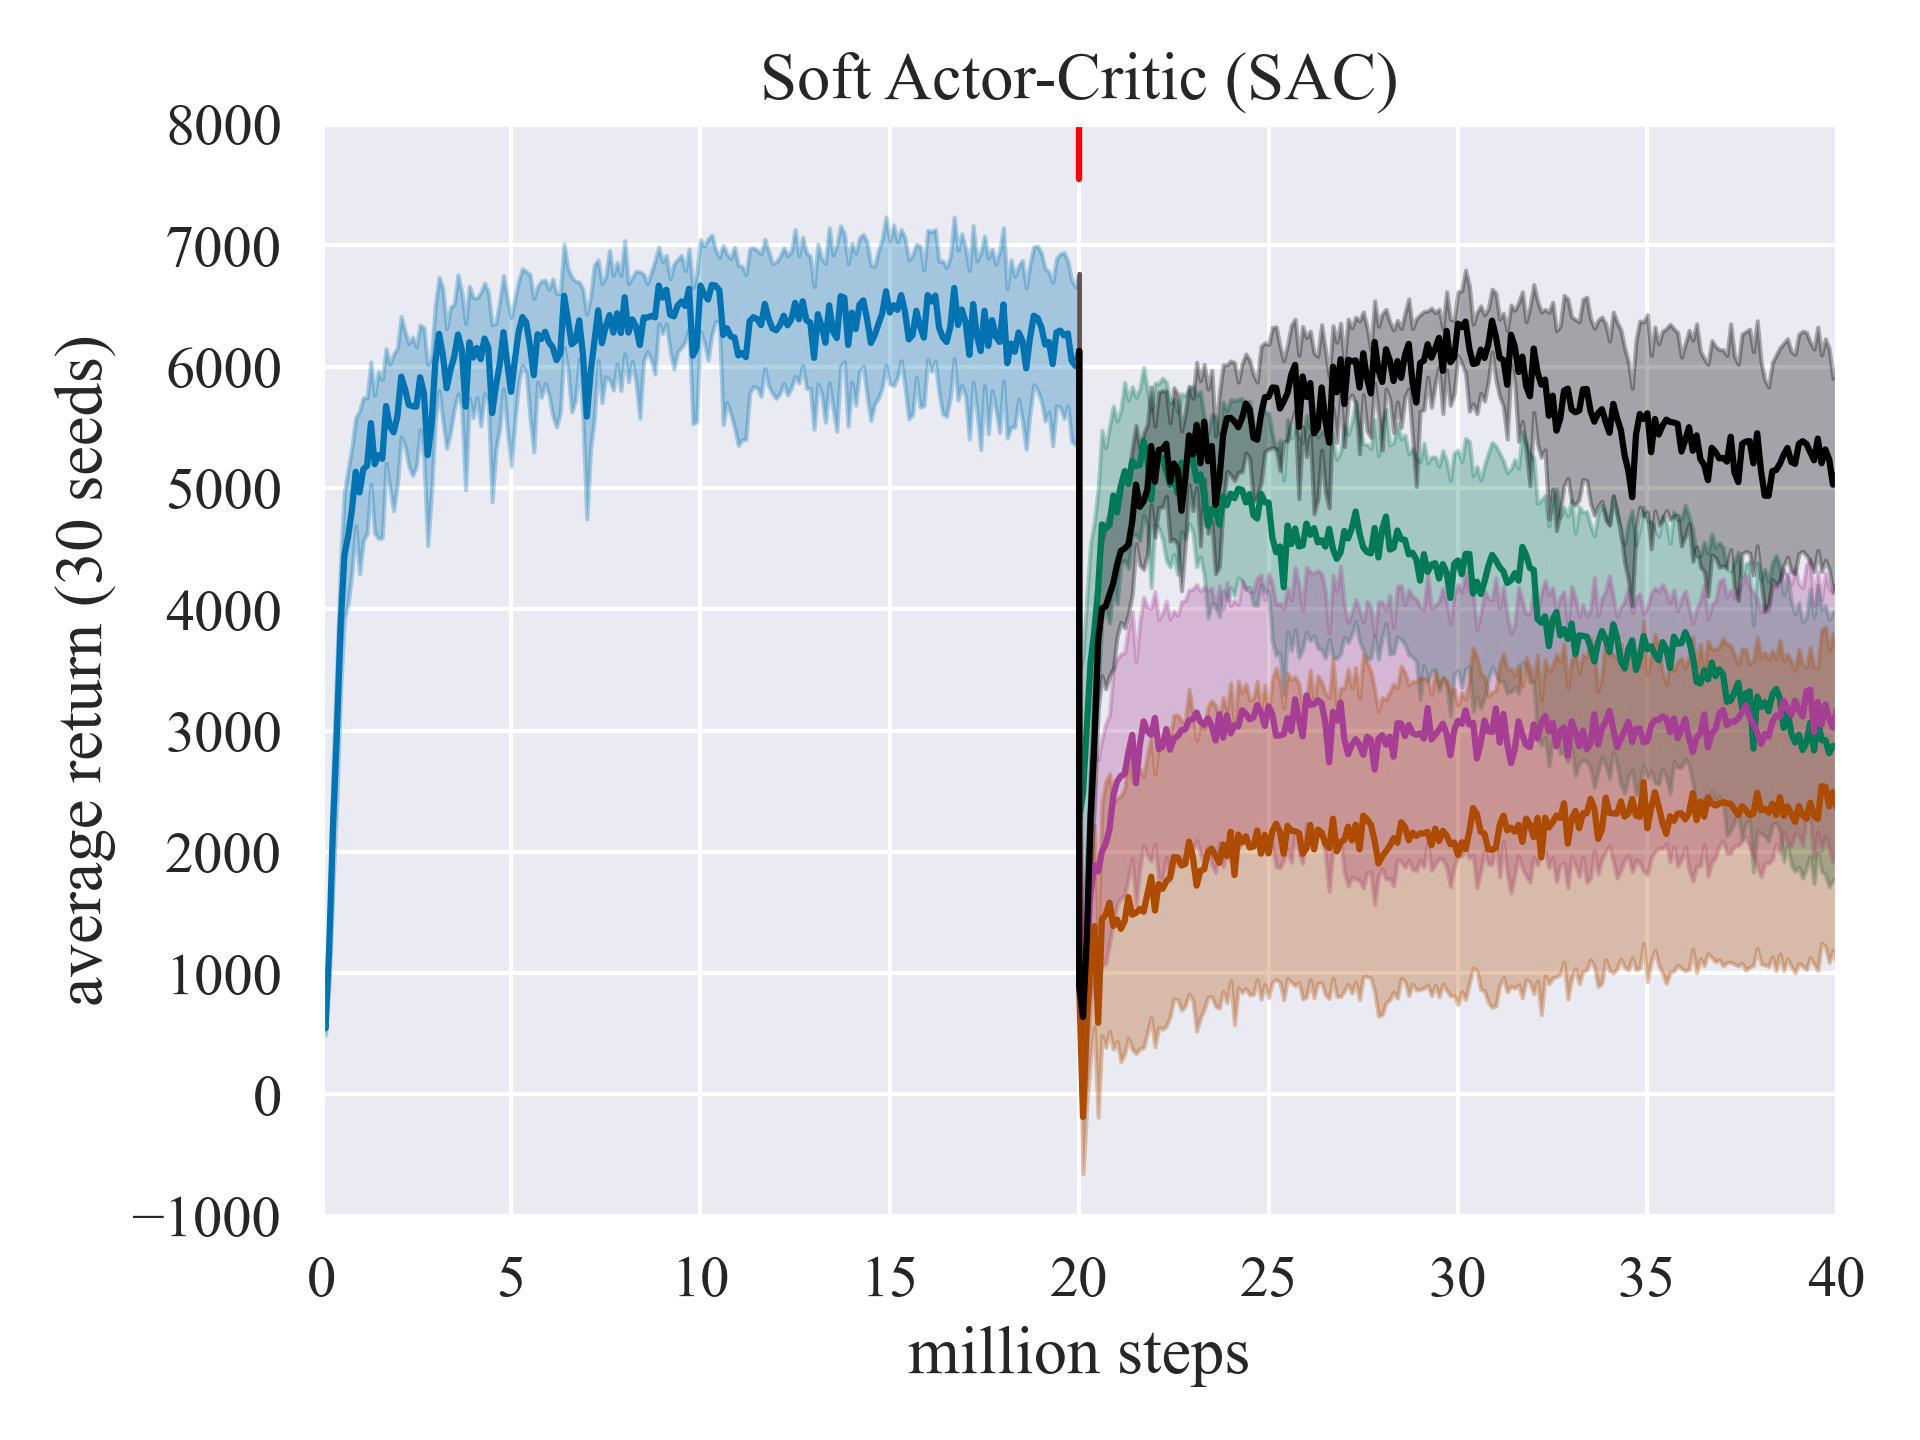 Soft Actor-Critic (SAC)
average return (30 seeds)
8000
7000
6000
5000
4000
3000
2000
1000
0
−1000
0 5 10 15 20 25 30 35 40
million steps